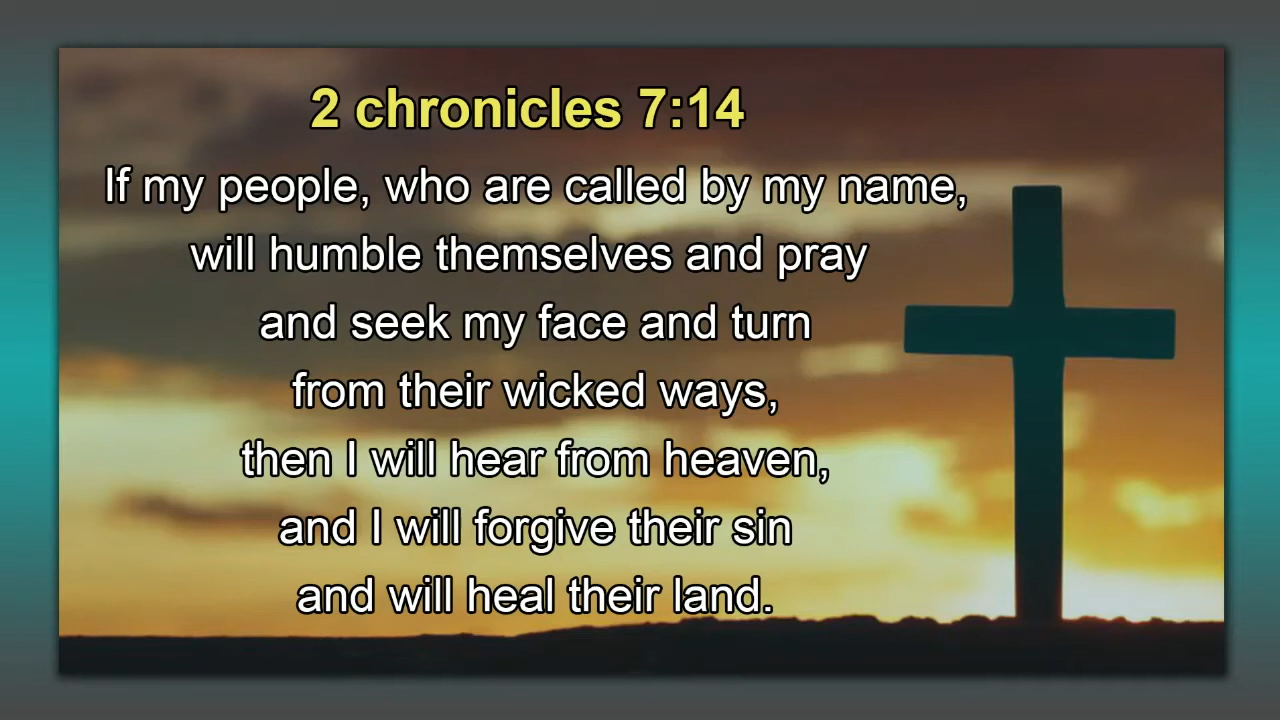 2 chronicles 7:14
If my people, who are called by my name,
will humble themselves and pray
and seek my face and turn
from their wicked ways,
then I will hear from heaven,
and I will forgive their sin
and will heal their land.